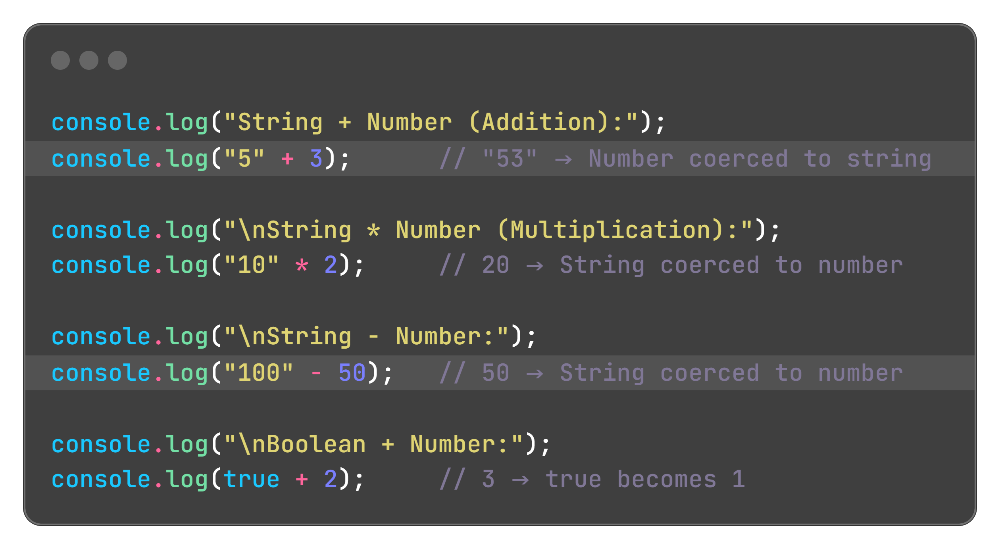 console.log("String + Number (Addition):");
console.log("5" + 3);      // "53" → Number coerced to string
console.log("\nString * Number (Multiplication):");
console.log("10" * 2);     // 20 → String coerced to number
console.log("\nString - Number:");
console.log("100" - 50);   // 50 → String coerced to number
console.log("\nBoolean + Number:");
console.log(true + 2);     // 3 → true becomes 1